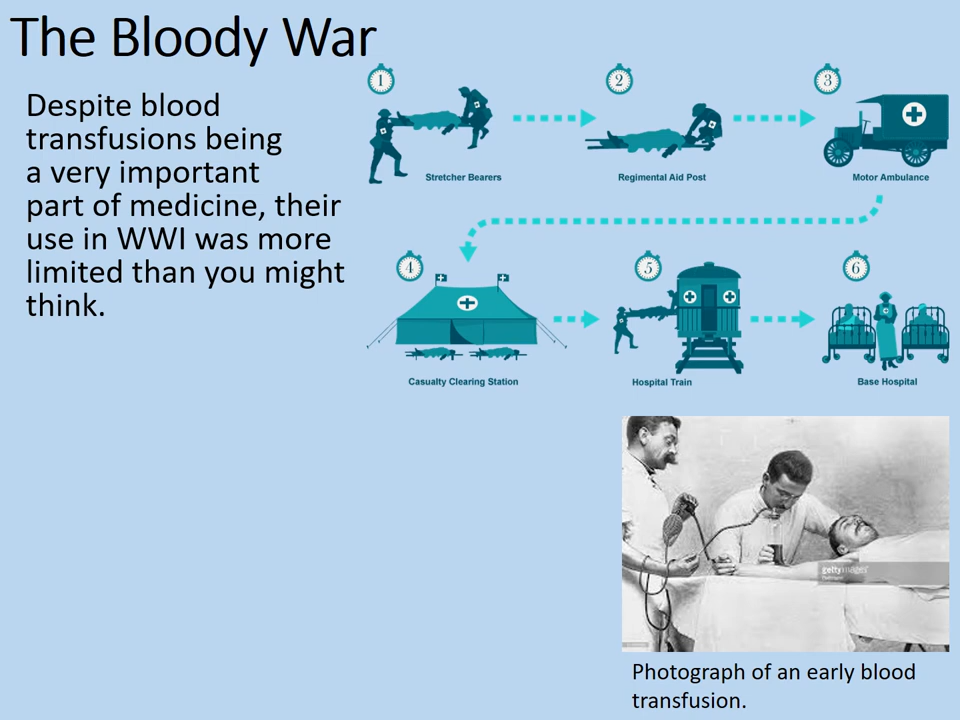 The Bloody War
Despite blood
transfusions being
a very important
part of medicine, their
use in WWI was more
limited than you might
think.
1
2
3
Stretcher Bearers
Regimental Aid Post
Motor Ambulance
4
5
6
Casualty Clearing Station
Hospital Train
Base Hospital
gettyimages
Photograph of an early blood
transfusion.